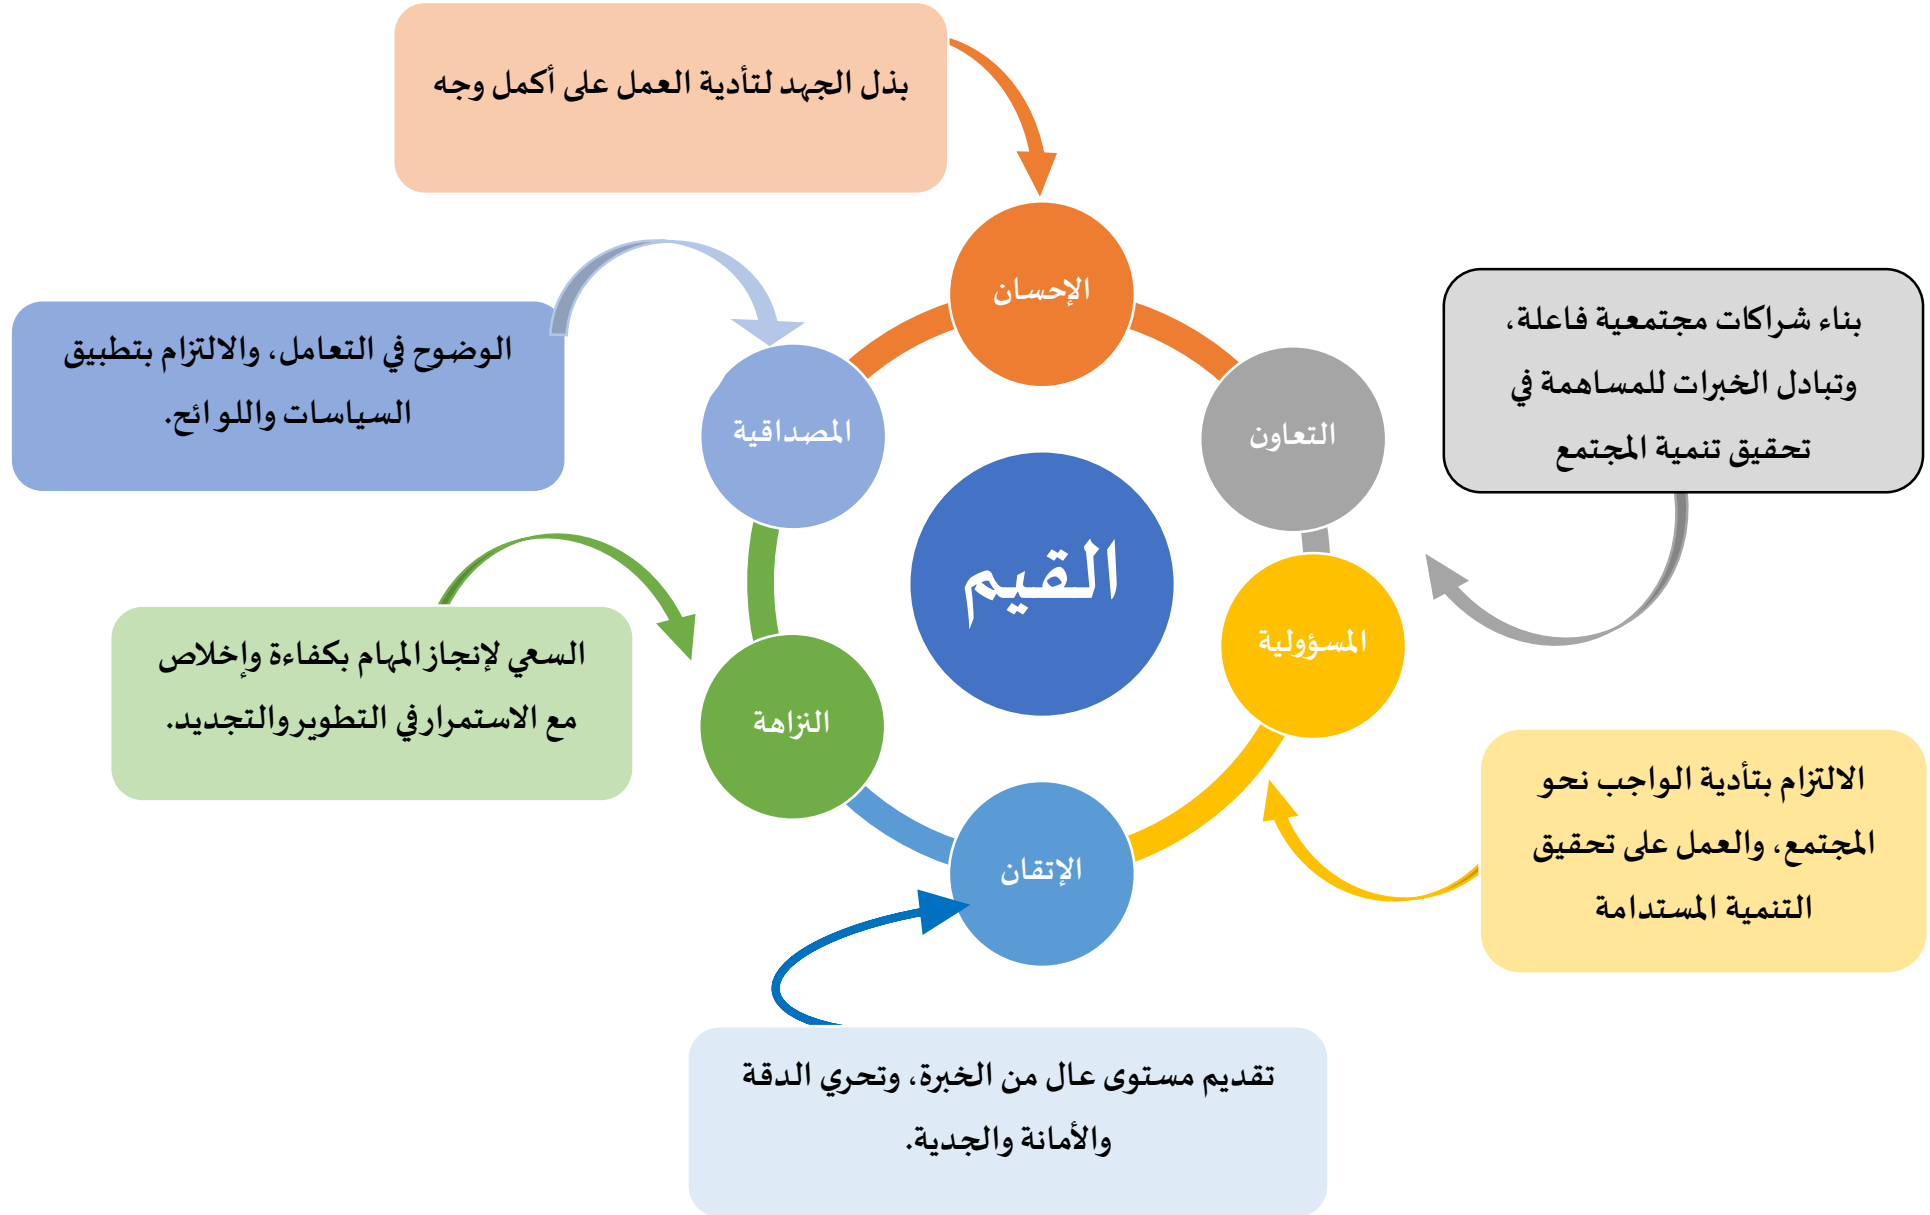 بذل الجهد لتأدية العمل على أكمل وجه
الإحسان
بناء شراكات مجتمعية فاعلة،
وتبادل الخبرات للمساهمة في
تحقيق تنمية المجتمع
التعاون
المصداقية
الوضوح في التعامل، والالتزام بتطبيق
السياسات واللوائح.
القيم
المسؤولية
الالتزام بتأدية الواجب نحو
المجتمع، والعمل على تحقيق
التنمية المستدامة
النزاهة
السعي لإنجاز المهام بكفاءة وإخلاص
مع الاستمرار في التطوير والتجديد.
الإتقان
تقديم مستوى عال من الخبرة، وتحري الدقة
والأمانة والجدية.